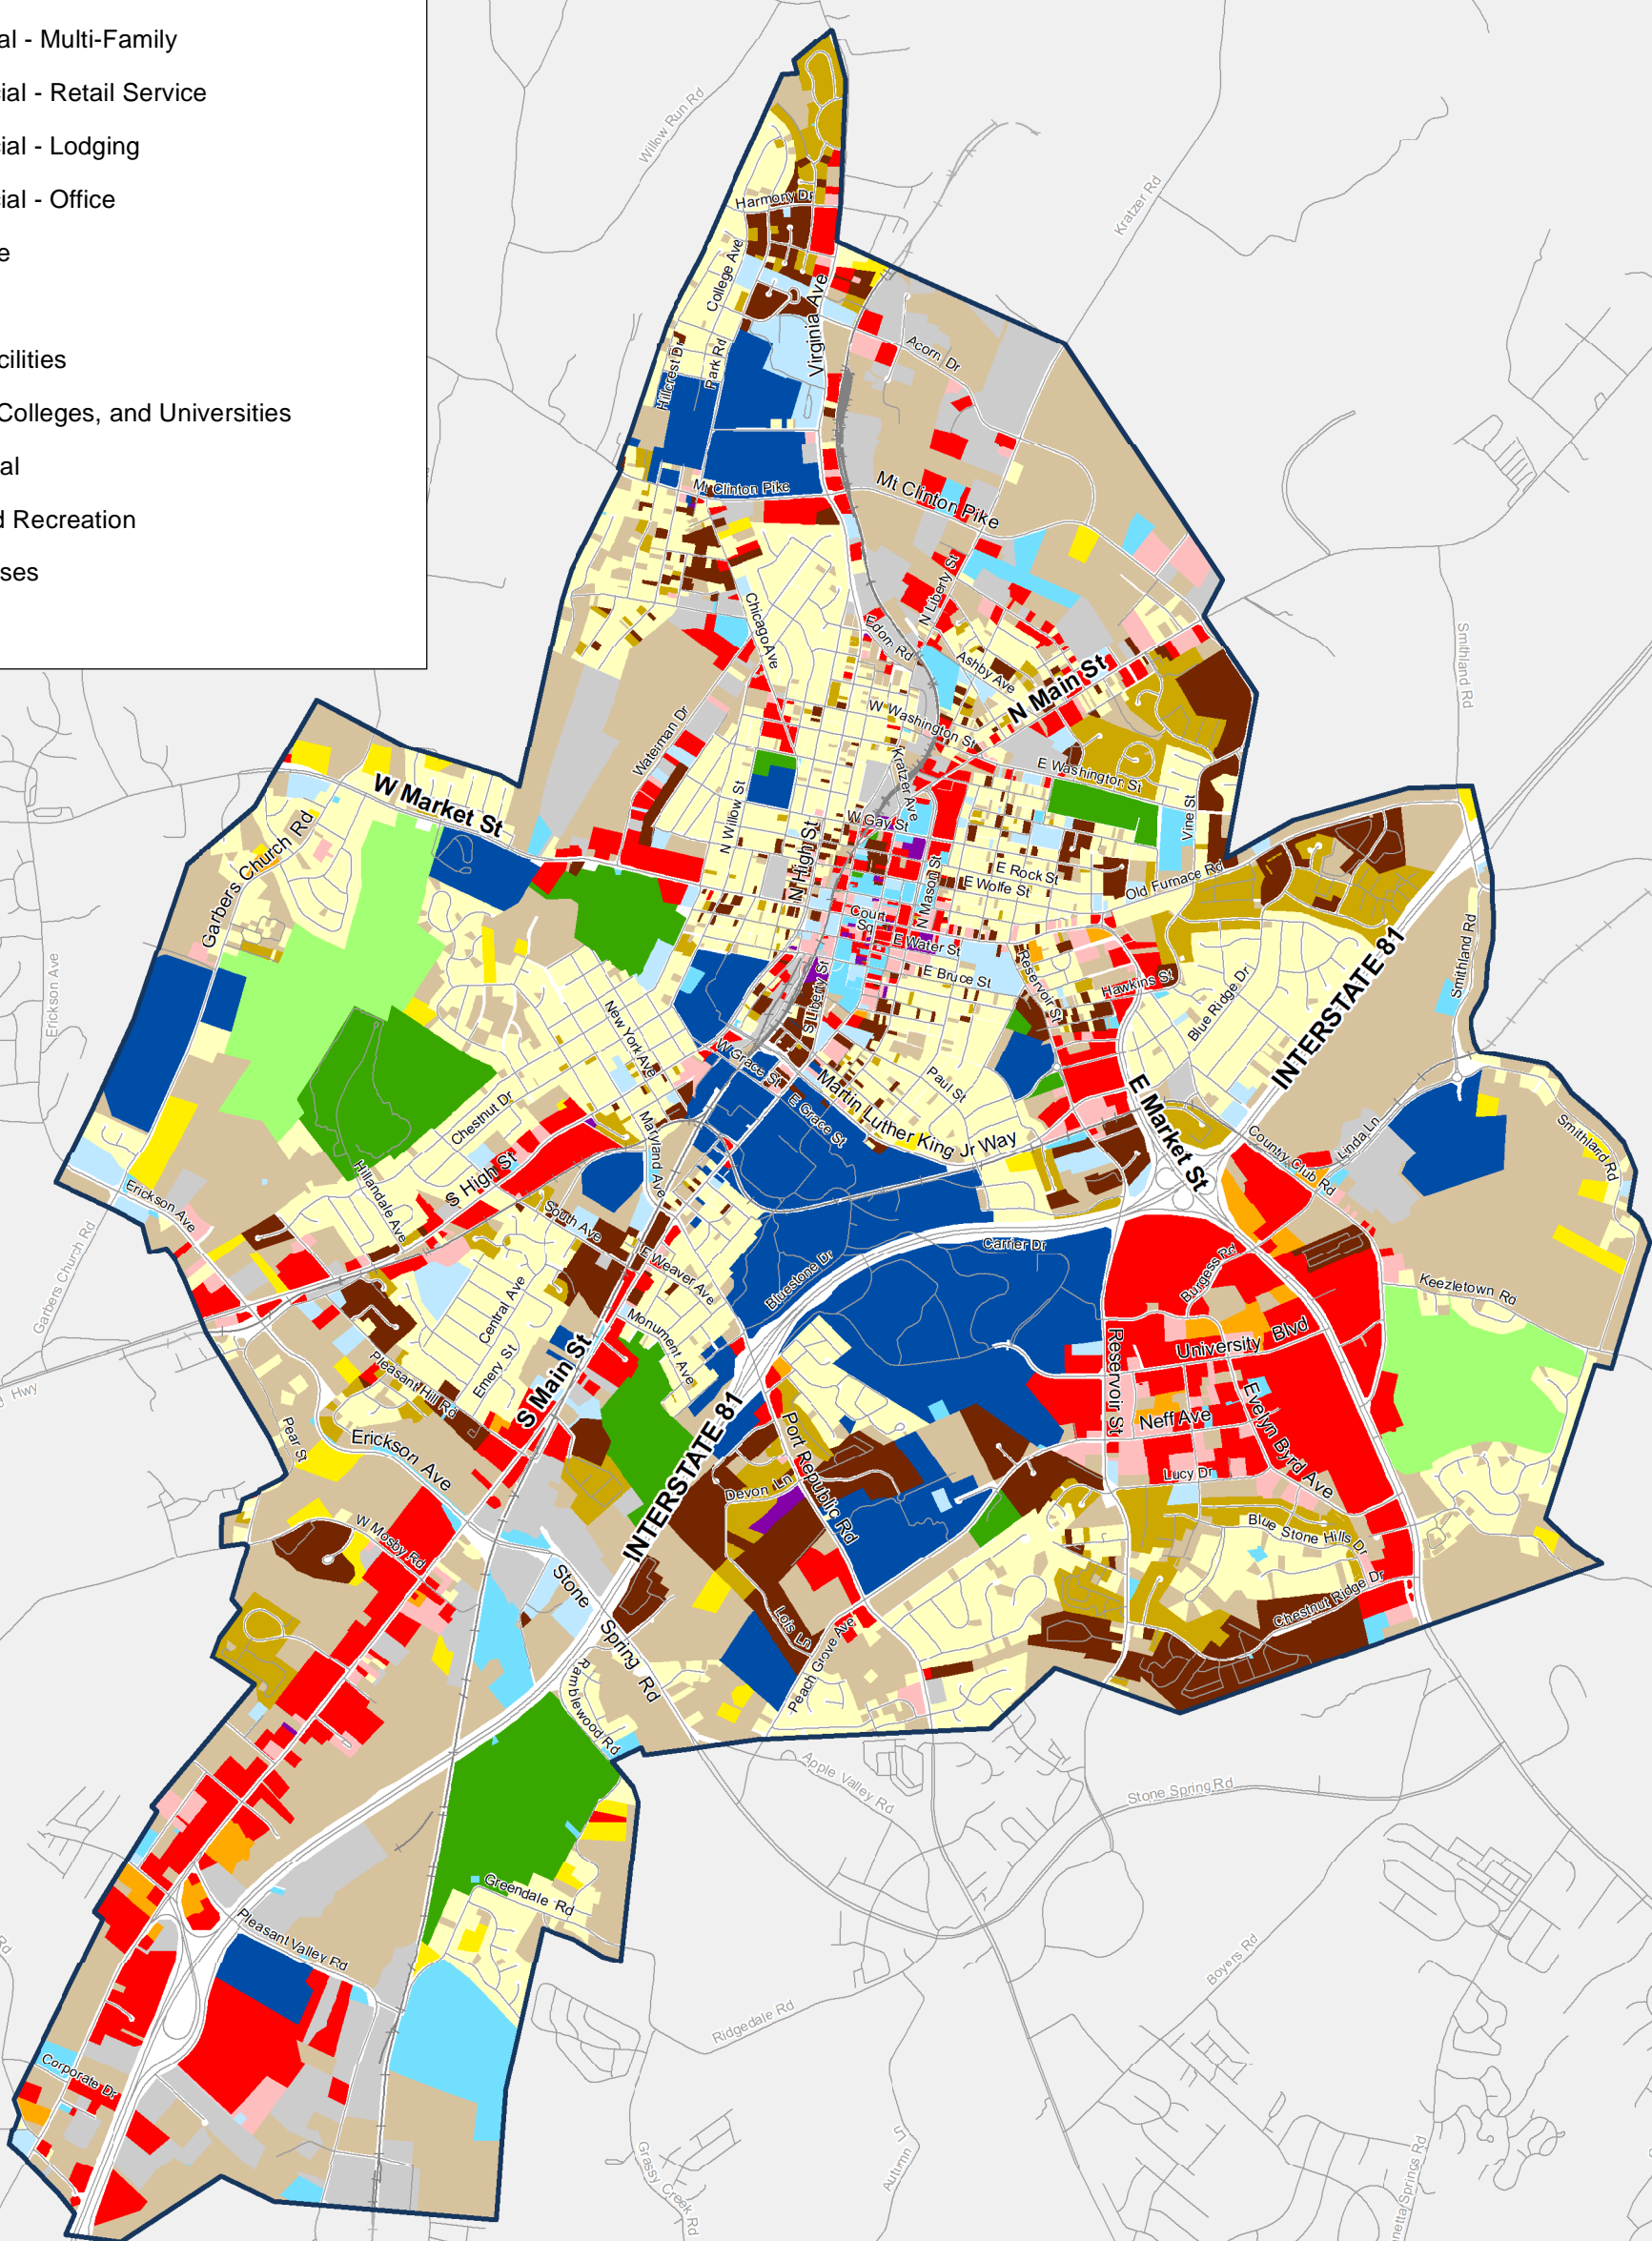 al - Multi-Family
cial - Retail Service
cial - Lodging
cial - Office
e
cilities
Colleges, and Universities
al
d Recreation
ses
Willow Run Rd
Kratzer Rd
Harmony Dr
College Ave
Virginia Ave
Hillcrest Dr
Park Rd
Acorn Dr
Mt Clinton Pike
Mt Clinton Pike
N Liberty St
Chicago Ave
Edom Rd
Ashby Ave
Smithland Rd
N Main St
W Washington St
Waterman Dr
Kratzer Ave
E Washington St
W Market St
N Willow St
W Gay St
Vine St
Garbers Church Rd
N High St
E Rock St
E Wolfe St
Old Furnace Rd
N Mason St
Court
Sq
E Water St
E Bruce St
Reservoir St
Hawkins St
Smithland Rd
INTERSTATE 81
Erickson Ave
S Liberty St
Blue Ridge Dr
New York Ave
W Grace St
Martin Luther King Jr Way
Paul St
E Grace St
E Market St
Chestnut Dr
Maryland Ave
Country Club Rd
Linda Ln
Smithland Rd
Hillandale Ave
S High St
Erickson Ave
South Ave
Garbers Church Rd
E Weaver Ave
Bluestone Dr
Carrier Dr
Burgess Rd
Keezletown Rd
Central Ave
Monument Ave
Reservoir St
University Blvd
Emery St
S Main St
Pleasant Hill Rd
Hwy
Pear St
Erickson Ave
INTERSTATE 81
Port Republic Rd
Neff Ave
Evelyn Byrd Ave
Lucy Dr
Devon Ln
W Mosby Rd
Blue Stone Hills Dr
Stone Spring Rd
Chestnut Ridge Dr
Lois Ln
Peach Grove Ave
Ramblewood Rd
Apple Valley Rd
Stone Spring Rd
Greendale Rd
Pleasant Valley Rd
Rd
Boyers Rd
Ridgedale Rd
Corporate Dr
Grassy Creek Rd
Autumn Ln
netta Springs Rd